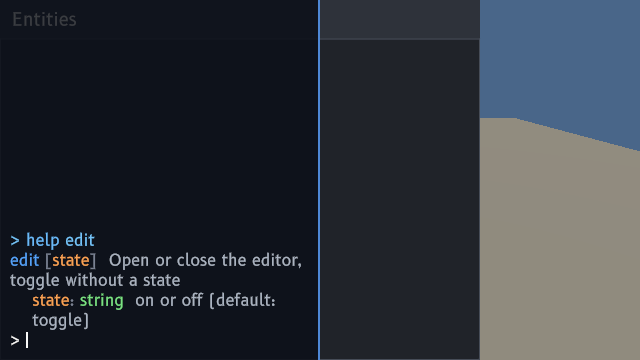 Entities
> help edit
edit [state]  Open or close the editor,
toggle without a state
state: string  on or off [default:
toggle]
>